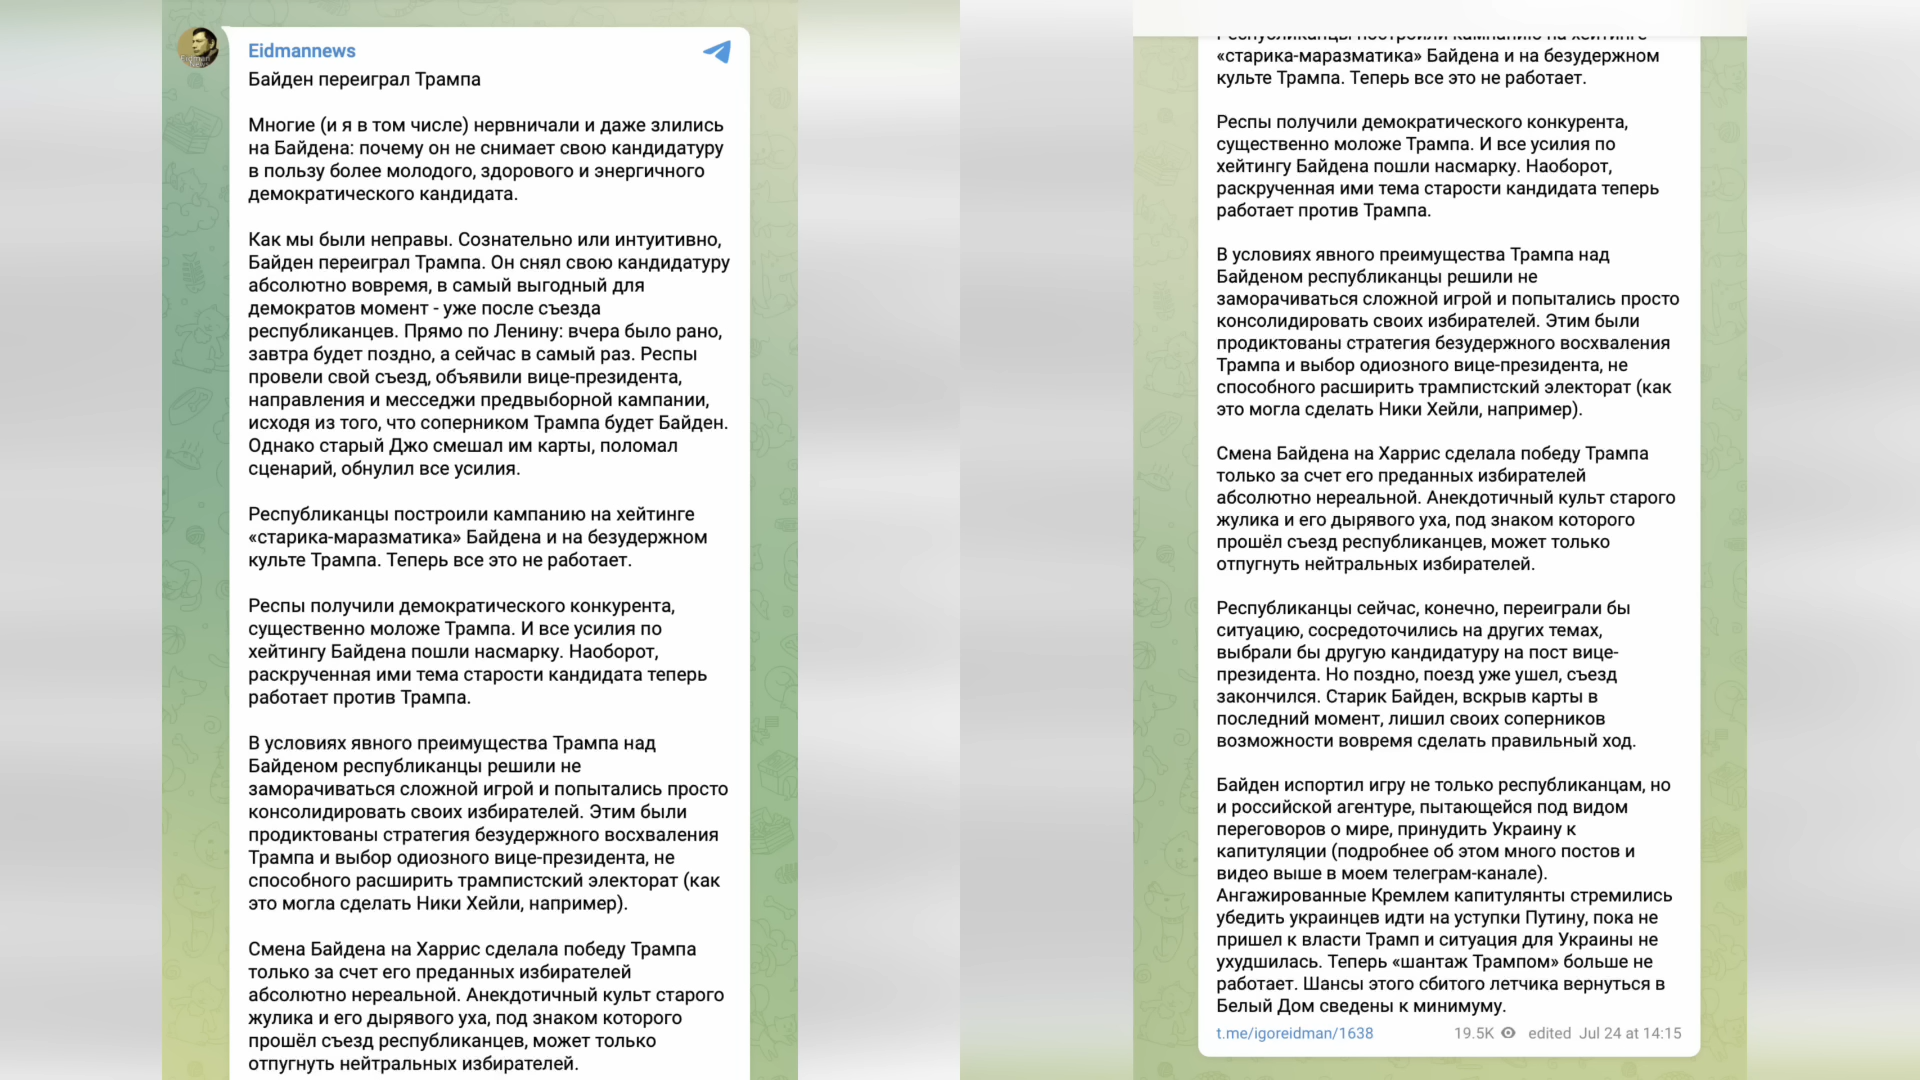 Eidmannews
Байден переиграл Трампа
Многие (и я в том числе) нервничали и даже злились
на Байдена: почему он не снимает свою кандидатуру
в пользу более молодого, здорового и энергичного
демократического кандидата.
Как мы были неправы. Сознательно или интуитивно,
Байден переиграл Трампа. Он снял свою кандидатуру
абсолютно вовремя, в самый выгодный для
демократов момент - уже после съезда
республиканцев. Прямо по Ленину: вчера было рано,
завтра будет поздно, а сейчас в самый раз. Респы
провели свой съезд, объявили вице-президента,
направления и месседжи предвыборной кампании,
исходя из того, что соперником Трампа будет Байден.
Однако старый Джо смешал им карты, поломал
сценарий, обнулил все усилия.
Республиканцы построили кампанию на хейтинге
«старика-маразматика» Байдена и на безудержном
культе Трампа. Теперь все это не работает.
Респы получили демократического конкурента,
существенно моложе Трампа. И все усилия по
хейтингу Байдена пошли насмарку. Наоборот,
раскрученная ими тема старости кандидата теперь
работает против Трампа.
В условиях явного преимущества Трампа над
Байденом республиканцы решили не
заморачиваться сложной игрой и попытались просто
консолидировать своих избирателей. Этим были
продиктованы стратегия безудержного восхваления
Трампа и выбор одиозного вице-президента, не
способного расширить трампистский электорат (как
это могла сделать Ники Хейли, например).
Смена Байдена на Харрис сделала победу Трампа
только за счет его преданных избирателей
абсолютно нереальной. Анекдотичный культ старого
жулика и его дырявого уха, под знаком которого
прошёл съезд республиканцев, может только
отпугнуть нейтральных избирателей.
Республиканцы построили кампанию на хейтинге
«старика-маразматика» Байдена и на безудержном
культе Трампа. Теперь все это не работает.
Респы получили демократического конкурента,
существенно моложе Трампа. И все усилия по
хейтингу Байдена пошли насмарку. Наоборот,
раскрученная ими тема старости кандидата теперь
работает против Трампа.
В условиях явного преимущества Трампа над
Байденом республиканцы решили не
заморачиваться сложной игрой и попытались просто
консолидировать своих избирателей. Этим были
продиктованы стратегия безудержного восхваления
Трампа и выбор одиозного вице-президента, не
способного расширить трампистский электорат (как
это могла сделать Ники Хейли, например).
Смена Байдена на Харрис сделала победу Трампа
только за счет его преданных избирателей
абсолютно нереальной. Анекдотичный культ старого
жулика и его дырявого уха, под знаком которого
прошёл съезд республиканцев, может только
отпугнуть нейтральных избирателей.
Республиканцы сейчас, конечно, переиграли бы
ситуацию, сосредоточились на других темах,
выбрали бы другую кандидатуру на пост вице-
президента. Но поздно, поезд уже ушел, съезд
закончился. Старик Байден, вскрыв карты в
последний момент, лишил своих соперников
возможности вовремя сделать правильный ход.
Байден испортил игру не только республиканцам, но
и российской агентуре, пытающейся под видом
переговоров о мире, принудить Украину к
капитуляции (подробнее об этом много постов и
видео выше в моем телеграм-канале).
Ангажированные Кремлем капитулянты стремились
убедить украинцев идти на уступки Путину, пока не
пришел к власти Трамп и ситуация для Украины не
ухудшилась. Теперь «шантаж Трампом» больше не
работает. Шансы этого сбитого летчика вернуться в
Белый Дом сведены к минимуму.
t.me/igoreidman/1638 19.5K edited Jul 24 at 14:15